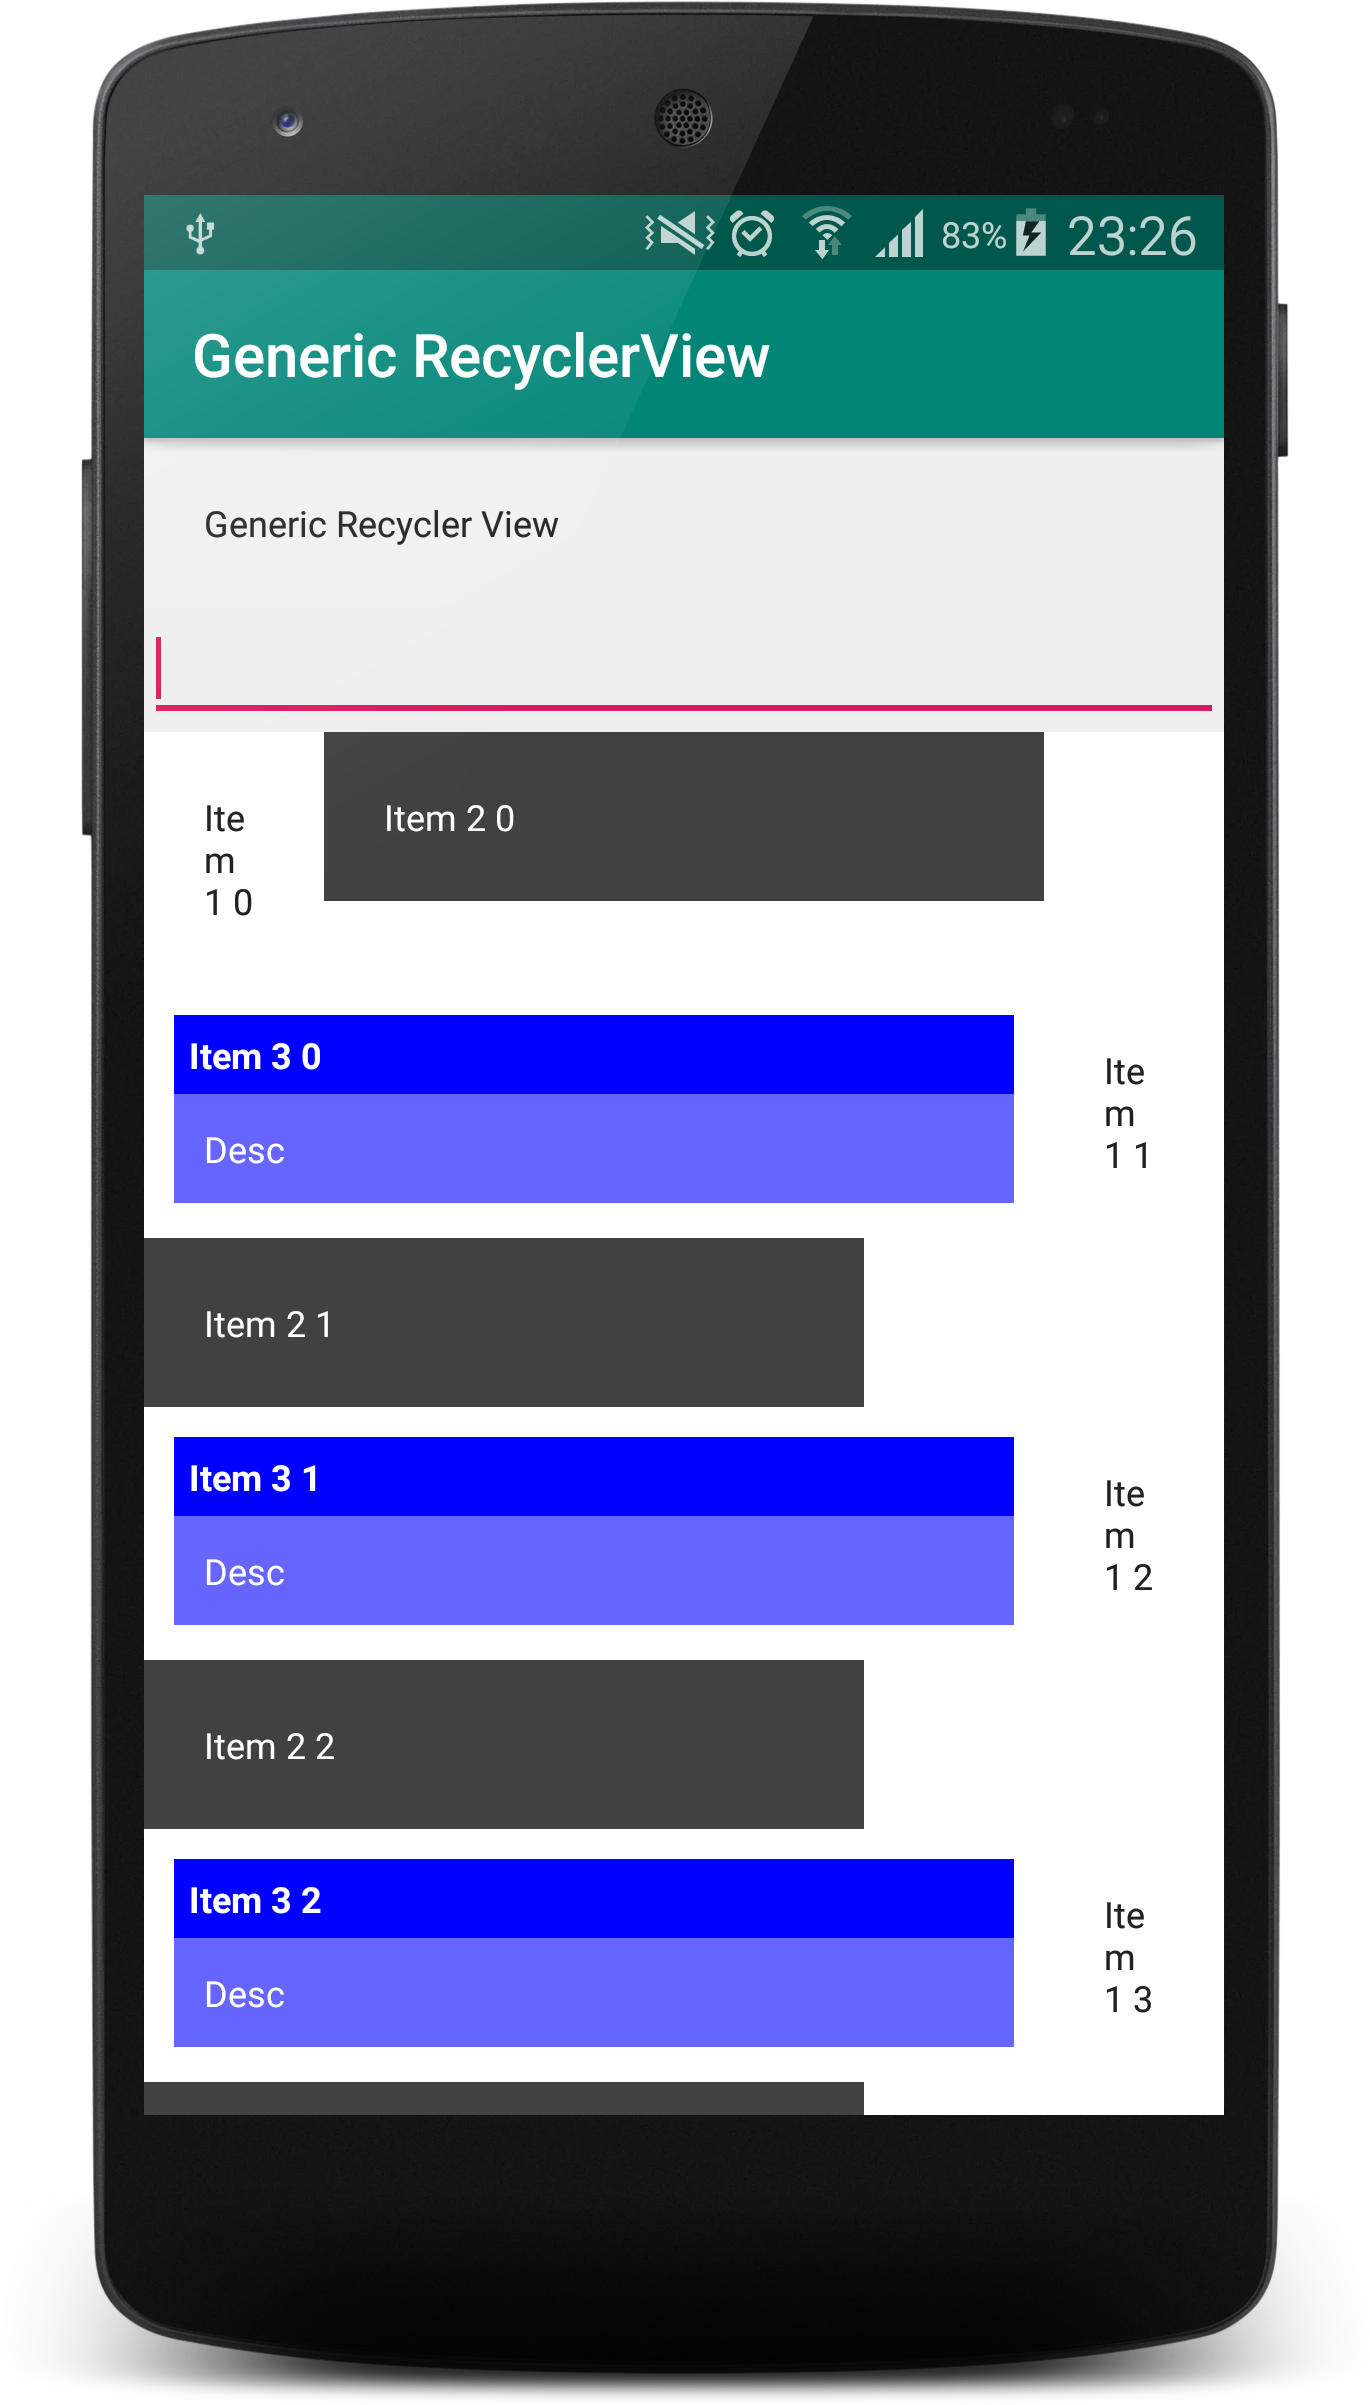 83% 23:26
Generic RecyclerView
Generic Recycler View
Ite
m
1 0
Item 2 0
Item 3 0
Desc
Ite
m
1 1
Item 2 1
Item 3 1
Desc
Ite
m
1 2
Item 2 2
Item 3 2
Desc
Ite
m
1 3